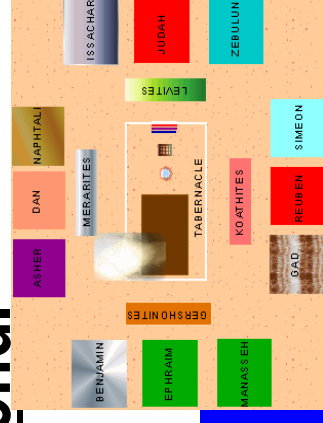 ISSACHAR
JUDAH
ZEBULUN
LEVITES
NAPHTALI
SIMEON
MERARITES
TABERNACLE
KOATHITES
DAN
REUBEN
ASHER
GAD
GERSHONITES
BENJAMIN
EPHRAIM
MANASSEH